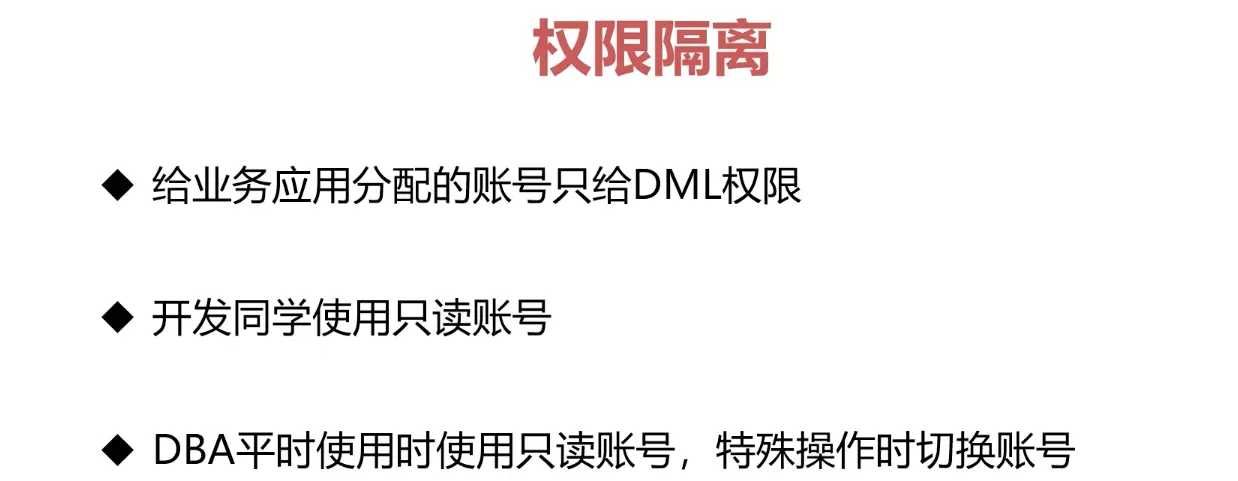 权限隔离
◆ 给业务应用分配的账号只给DML权限
◆ 开发同学使用只读账号
◆ DBA平时使用时使用只读账号，特殊操作时切换账号